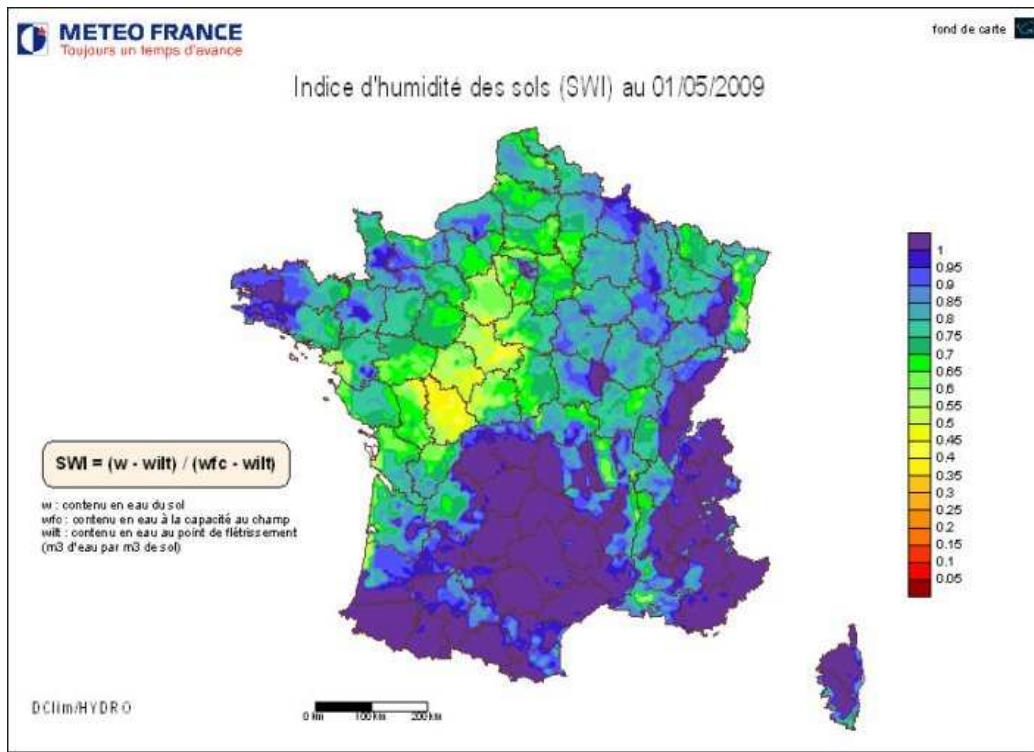 METEO FRANCE
Toujours un temps d'avance
fond de carte
Indice d'humidité des sols (SWI) au 01/05/2009
1
0.95
0.9
0.85
0.8
0.75
0.7
0.65
0.6
0.55
0.5
0.45
0.4
0.35
0.3
0.25
0.2
0.15
0.1
0.05
SWI = (w - wilt) / (wfc - wilt)
w : contenu en eau du sol
wfc : contenu en eau à la capacité au champ
wilt : contenu en eau au point de flétrissement
(m3 d'eau par m3 de sol)
DClim/HYDRO
0 km 100 km 200 km